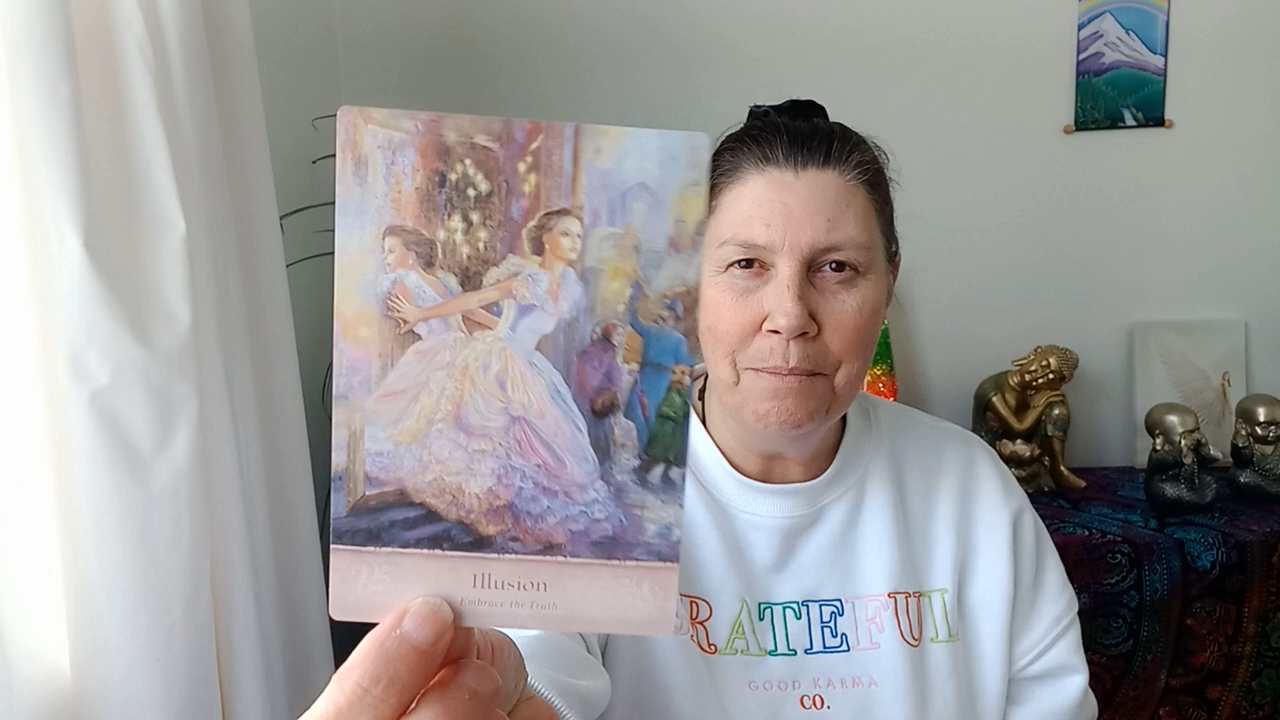 Illusion
Embrace the Truth
RATEFUL
GOOD KARMA
CO.